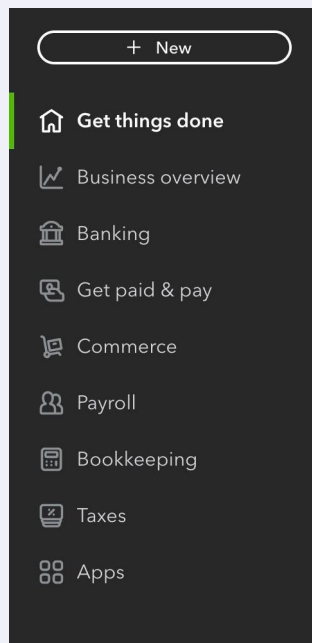 + New
Get things done
Business overview
Banking
Get paid & pay
Commerce
Payroll
Bookkeeping
Taxes
Apps